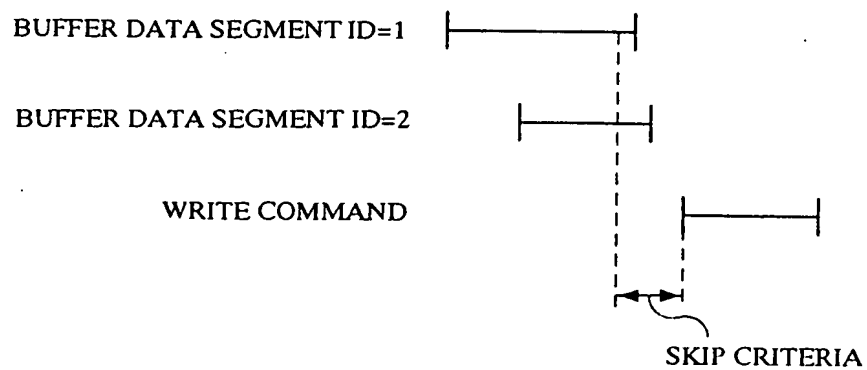 BUFFER DATA SEGMENT ID=1
BUFFER DATA SEGMENT ID=2
WRITE COMMAND
SKIP CRITERIA